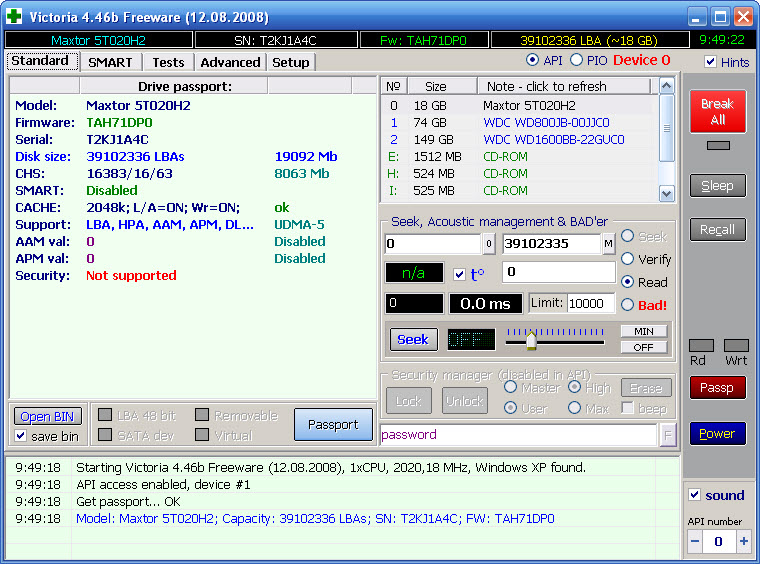 Victoria 4.46b Freeware (12.08.2008)
Maxtor 5T020H2 SN: T2KJ1A4C Fw: TAH71DP0 39102336 LBA (~18 GB) 9:49:22
Standard SMART Tests Advanced Setup API PIO Device 0 Hints
Drive passport:
Model: Maxtor 5T020H2
Firmware: TAH71DP0
Serial: T2KJ1A4C
Disk size: 39102336 LBAs 19092 Mb
CHS: 16383/16/63 8063 Mb
SMART: Disabled
CACHE: 2048k; L/A=ON; Wr=ON; ok
Support: LBA, HPA, AAM, APM, DL... UDMA-5
AAM val: 0 Disabled
APM val: 0 Disabled
Security: Not supported
Open BIN
save bin
LBA 48 bit Removable
SATA dev Virtual
Passport
Nº Size Note - click to refresh
0 18 GB Maxtor 5T020H2
1 74 GB WDC WD800JB-00JJC0
2 149 GB WDC WD1600BB-22GUC0
E: 1512 MB CD-ROM
H: 524 MB CD-ROM
I: 525 MB CD-ROM
Seek, Acoustic management & BAD'er
0 0 39102335 M Seek
n/a t° 0 Verify
Read
0 0.0 ms Limit: 10000 Bad!
Seek OFF MIN
OFF
Security manager (disabled in API)
Lock Unlock Master High Erase
User Max beep
password F
Break
All
Sleep
Recall
Rd Wrt
Passp
Power
sound
API number
− 0 +
9:49:18 Starting Victoria 4.46b Freeware (12.08.2008), 1xCPU, 2020,18 MHz, Windows XP found.
9:49:18 API access enabled, device #1
9:49:18 Get passport... OK
9:49:18 Model: Maxtor 5T020H2; Capacity: 39102336 LBAs; SN: T2KJ1A4C; FW: TAH71DP0